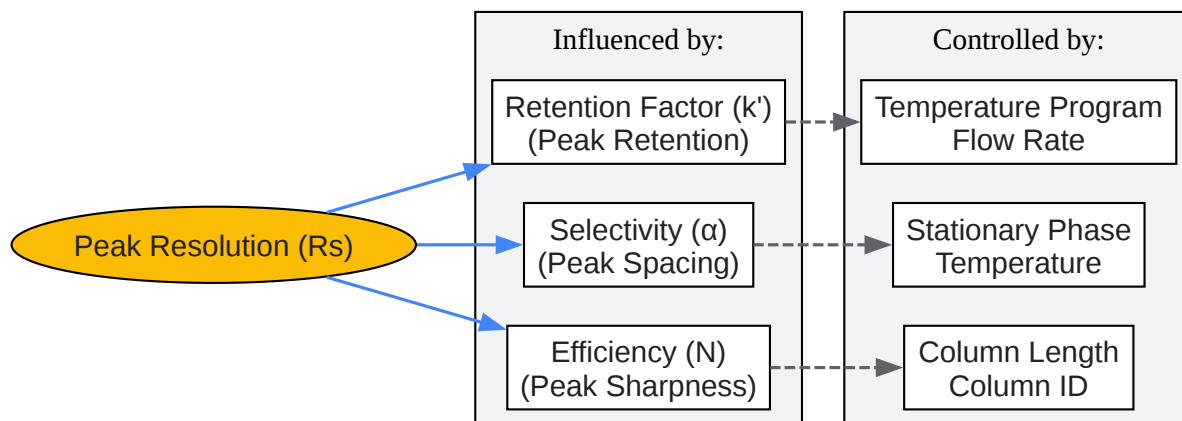 Influenced by:
Controlled by:
Retention Factor (k')
(Peak Retention)
Temperature Program
Flow Rate
Peak Resolution (Rs)
Selectivity (α)
(Peak Spacing)
Stationary Phase
Temperature
Efficiency (N)
(Peak Sharpness)
Column Length
Column ID